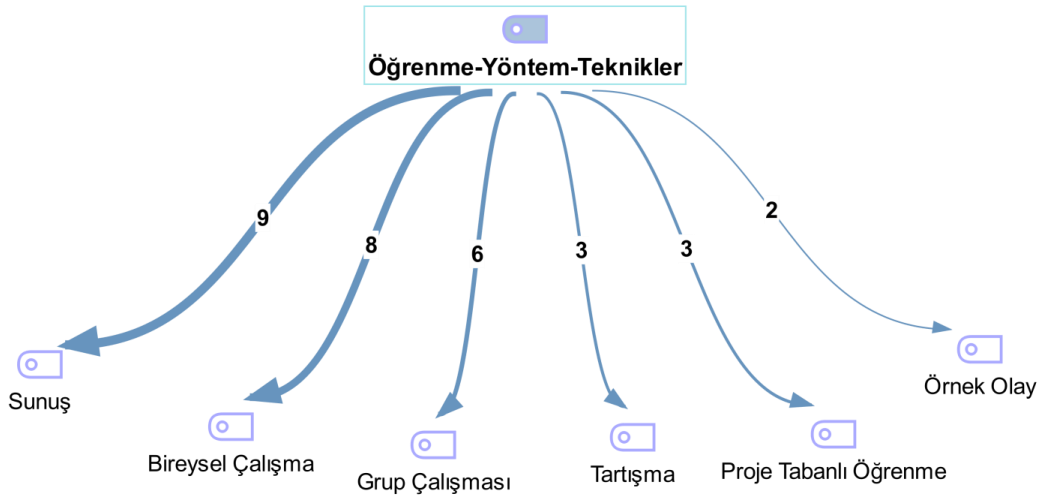 Öğrenme-Yöntem-Teknikler
9
8
6
3
3
2
Sunuş
Bireysel Çalışma
Grup Çalışması
Tartışma
Proje Tabanlı Öğrenme
Örnek Olay